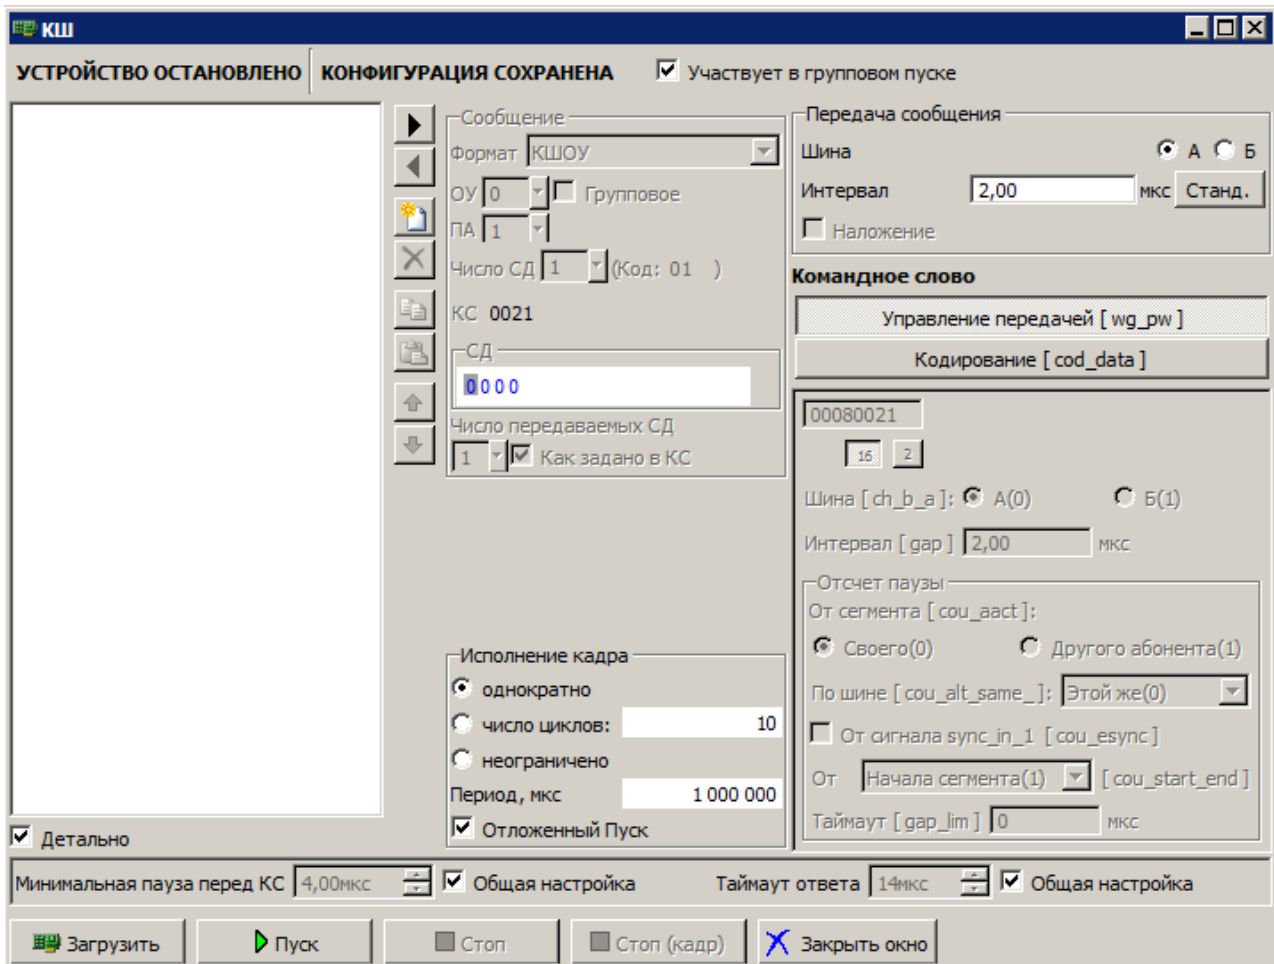 КШ
УСТРОЙСТВО ОСТАНОВЛЕНО КОНФИГУРАЦИЯ СОХРАНЕНА Участвует в групповом пуске
Сообщение
Формат КШОУ
ОУ 0 Групповое
ПА 1
Число СД 1 (Код: 01 )
КС 0021
СД
0000
Число передаваемых СД
1 Как задано в КС
Исполнение кадра
однократно
число циклов: 10
неограничено
Период, мкс 1 000 000
Отложенный Пуск
Передача сообщения
Шина А Б
Интервал 2,00 мкс Станд.
Наложение
Командное слово
Управление передачей [ wg_pw ]
Кодирование [ cod_data ]
00080021
16 2
Шина [ ch_b_a ]: А(0) Б(1)
Интервал [ gap ] 2,00 мкс
Отсчет паузы
От сегмента [ cou_aact ]:
Своего(0) Другого абонента(1)
По шине [ cou_alt_same_ ]: Этой же(0)
От сигнала sync_in_1 [ cou_esync ]
От Начала сегмента(1) [ cou_start_end ]
Таймаут [ gap_lim ] 0 мкс
Детально
Минимальная пауза перед КС 4,00мкс Общая настройка Таймаут ответа 14мкс Общая настройка
Загрузить Пуск Стоп Стоп (кадр) Закрыть окно